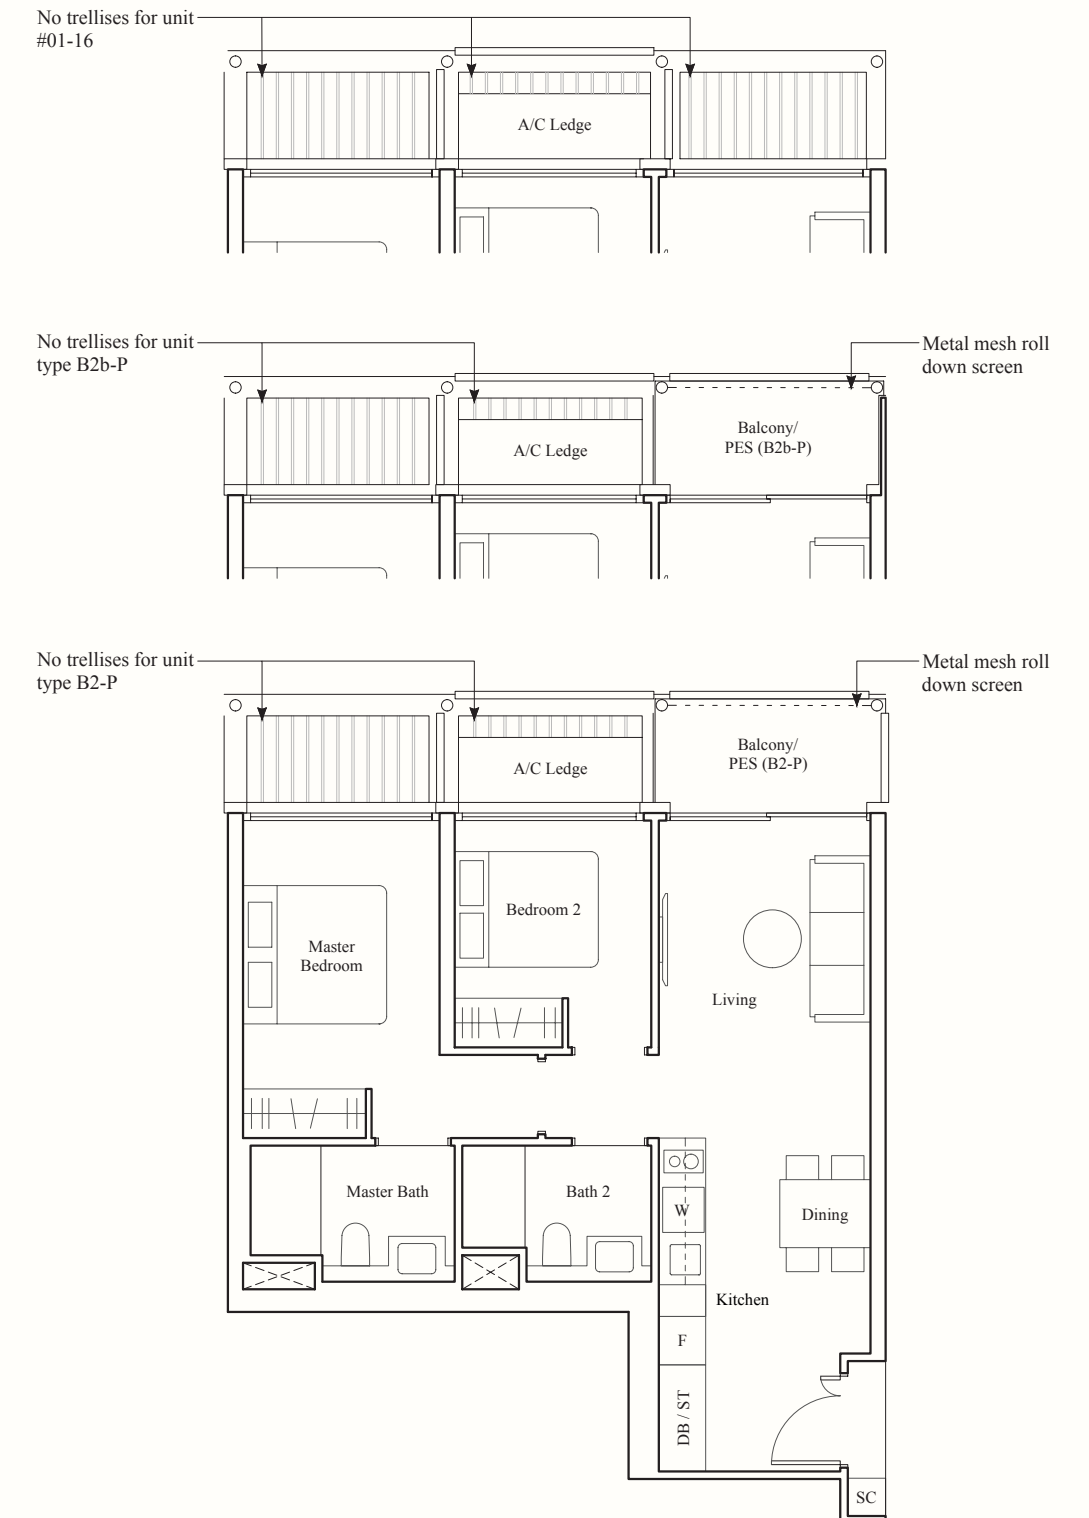 No trellises for unit
#01-16
A/C Ledge
No trellises for unit
type B2b-P
Metal mesh roll
down screen
Balcony/
PES (B2b-P)
A/C Ledge
No trellises for unit
type B2-P
Metal mesh roll
down screen
Balcony/
PES (B2-P)
A/C Ledge
Bedroom 2
Master
Bedroom
Living
Master Bath
Bath 2
W
Dining
Kitchen
F
DB / ST
SC